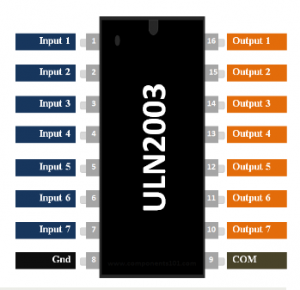 Input 1 1 16 Output 1
Input 2 2 15 Output 2
Input 3 3 14 Output 3
Input 4 4 13 Output 4
Input 5 5 12 Output 5
Input 6 6 11 Output 6
Input 7 7 10 Output 7
Gnd 8 9 COM
ULN2003